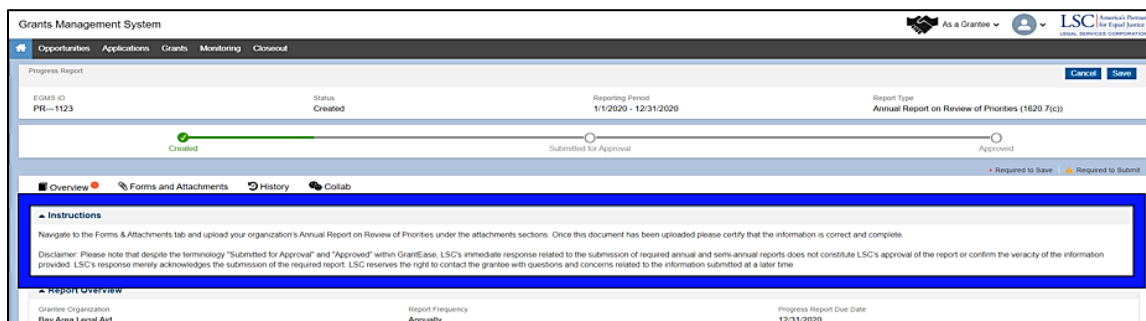 Grants Management System
As a Grantee
LSC America's Partner for Equal Justice
LEGAL SERVICES CORPORATION
Opportunities Applications Grants Monitoring Closeout
Progress Report
Cancel Save
EGMS ID Status Reporting Period Report Type
PR---1123 Created 1/1/2020 - 12/31/2020 Annual Report on Review of Priorities (1620.7(c))
Created Submitted for Approval Approved
Required to Save Required to Submit
Overview Forms and Attachments History Collab
Instructions
Navigate to the Forms & Attachments tab and upload your organization's Annual Report on Review of Priorities under the attachments sections. Once this document has been uploaded please certify that the information is correct and complete.
Disclaimer: Please note that despite the terminology "Submitted for Approval" and "Approved" within GrantEase, LSC's immediate response related to the submission of required annual and semi-annual reports does not constitute LSC's approval of the report or confirm the veracity of the information
provided. LSC's response merely acknowledges the submission of the required report. LSC reserves the right to contact the grantee with questions and concerns related to the information submitted at a later time.
Report Overview
Grantee Organization Report Frequency Progress Report Due Date
Bay Area Legal Aid Annually 12/31/2020